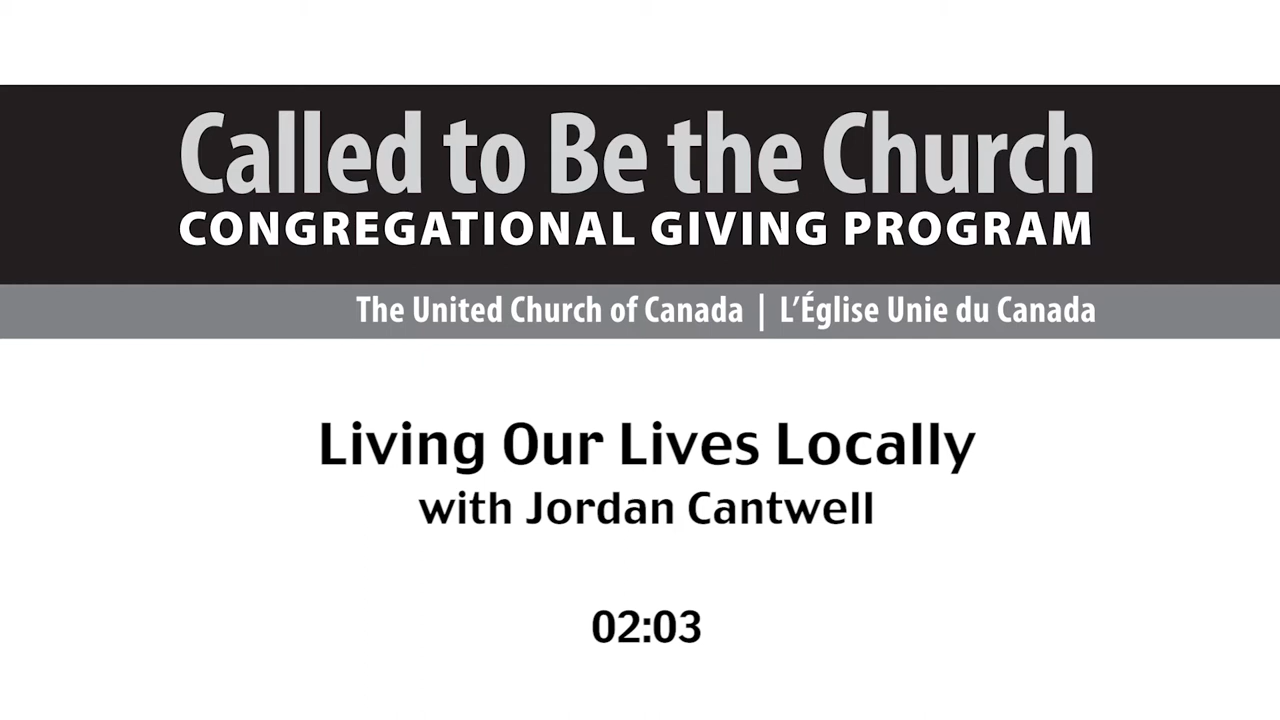 Called to Be the Church
CONGREGATIONAL GIVING PROGRAM
The United Church of Canada | L’Église Unie du Canada
Living Our Lives Locally
with Jordan Cantwell
02:03